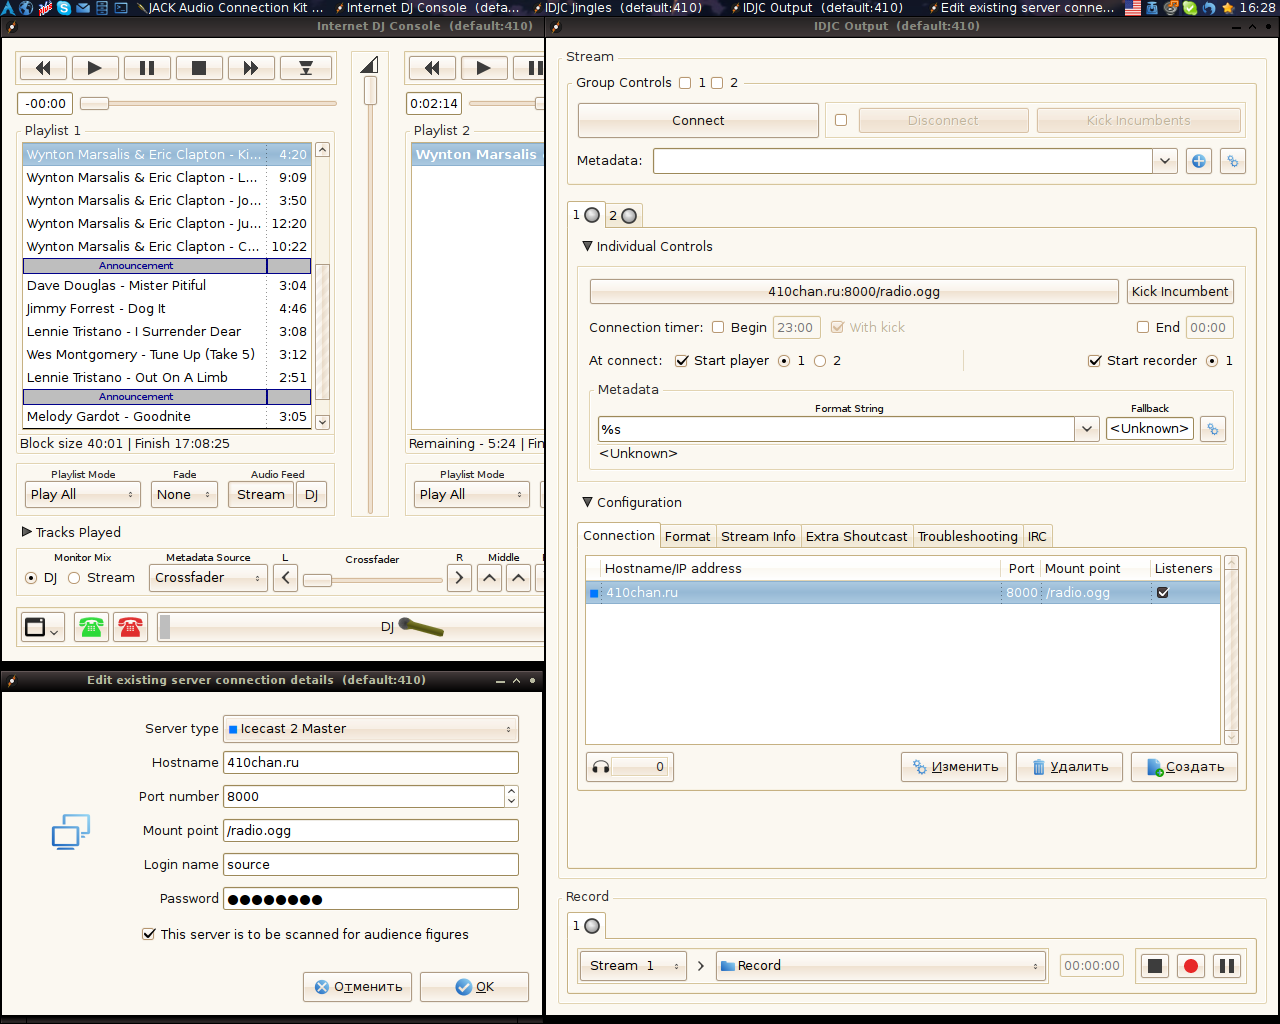 JACK Audio Connection Kit ...
Internet DJ Console (defa...
IDJC Jingles (default:410)
IDJC Output (default:410)
Edit existing server conne...
16:28
Internet DJ Console (default:410)
-00:00
0:02:14
Playlist 1
Playlist 2
Wynton Marsalis & Eric Clapton - Ki... 4:20
Wynton Marsalis & Eric Clapton - L... 9:09
Wynton Marsalis & Eric Clapton - Jo... 3:50
Wynton Marsalis & Eric Clapton - Ju... 12:20
Wynton Marsalis & Eric Clapton - C... 10:22
Announcement
Dave Douglas - Mister Pitiful 3:04
Jimmy Forrest - Dog It 4:46
Lennie Tristano - I Surrender Dear 3:08
Wes Montgomery - Tune Up (Take 5) 3:12
Lennie Tristano - Out On A Limb 2:51
Announcement
Melody Gardot - Goodnite 3:05
Wynton Marsalis
Block size 40:01 | Finish 17:08:25
Remaining - 5:24 | Fin
Playlist Mode Fade Audio Feed
Play All None Stream DJ
Playlist Mode
Play All
Tracks Played
Monitor Mix Metadata Source L Crossfader R Middle
DJ Stream Crossfader
DJ
Edit existing server connection details (default:410)
Server type Icecast 2 Master
Hostname 410chan.ru
Port number 8000
Mount point /radio.ogg
Login name source
Password ●●●●●●●●
This server is to be scanned for audience figures
Отменить OK
IDJC Output (default:410)
Stream
Group Controls 1 2
Connect Disconnect Kick Incumbents
Metadata:
1 2
Individual Controls
410chan.ru:8000/radio.ogg Kick Incumbent
Connection timer: Begin 23:00 With kick End 00:00
At connect: Start player 1 2 Start recorder 1
Metadata
Format String Fallback
%s <Unknown>
<Unknown>
Configuration
Connection Format Stream Info Extra Shoutcast Troubleshooting IRC
Hostname/IP address Port Mount point Listeners
410chan.ru 8000 /radio.ogg
0 Изменить Удалить Создать
Record
1
Stream 1 Record 00:00:00